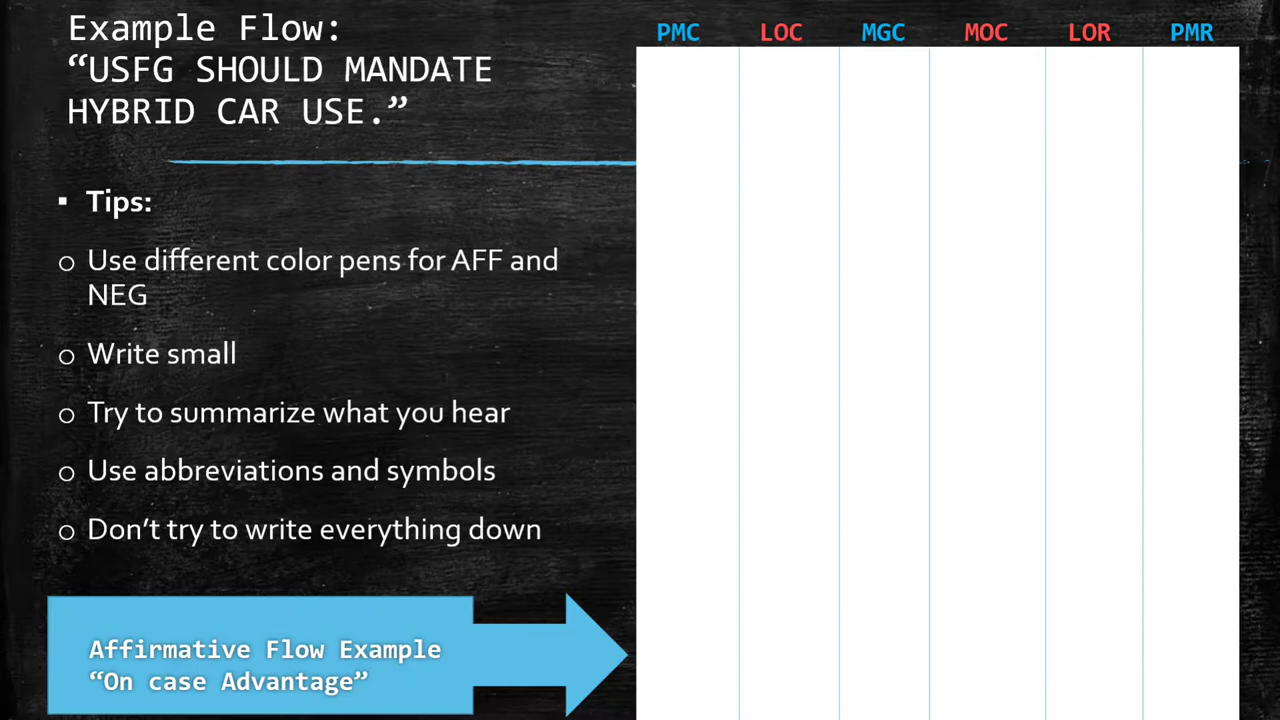 Example Flow:
“USFG SHOULD MANDATE
HYBRID CAR USE.”
PMC LOC MGC MOC LOR PMR
▪ Tips:
o Use different color pens for AFF and
NEG
o Write small
o Try to summarize what you hear
o Use abbreviations and symbols
o Don’t try to write everything down
Affirmative Flow Example
“On case Advantage”